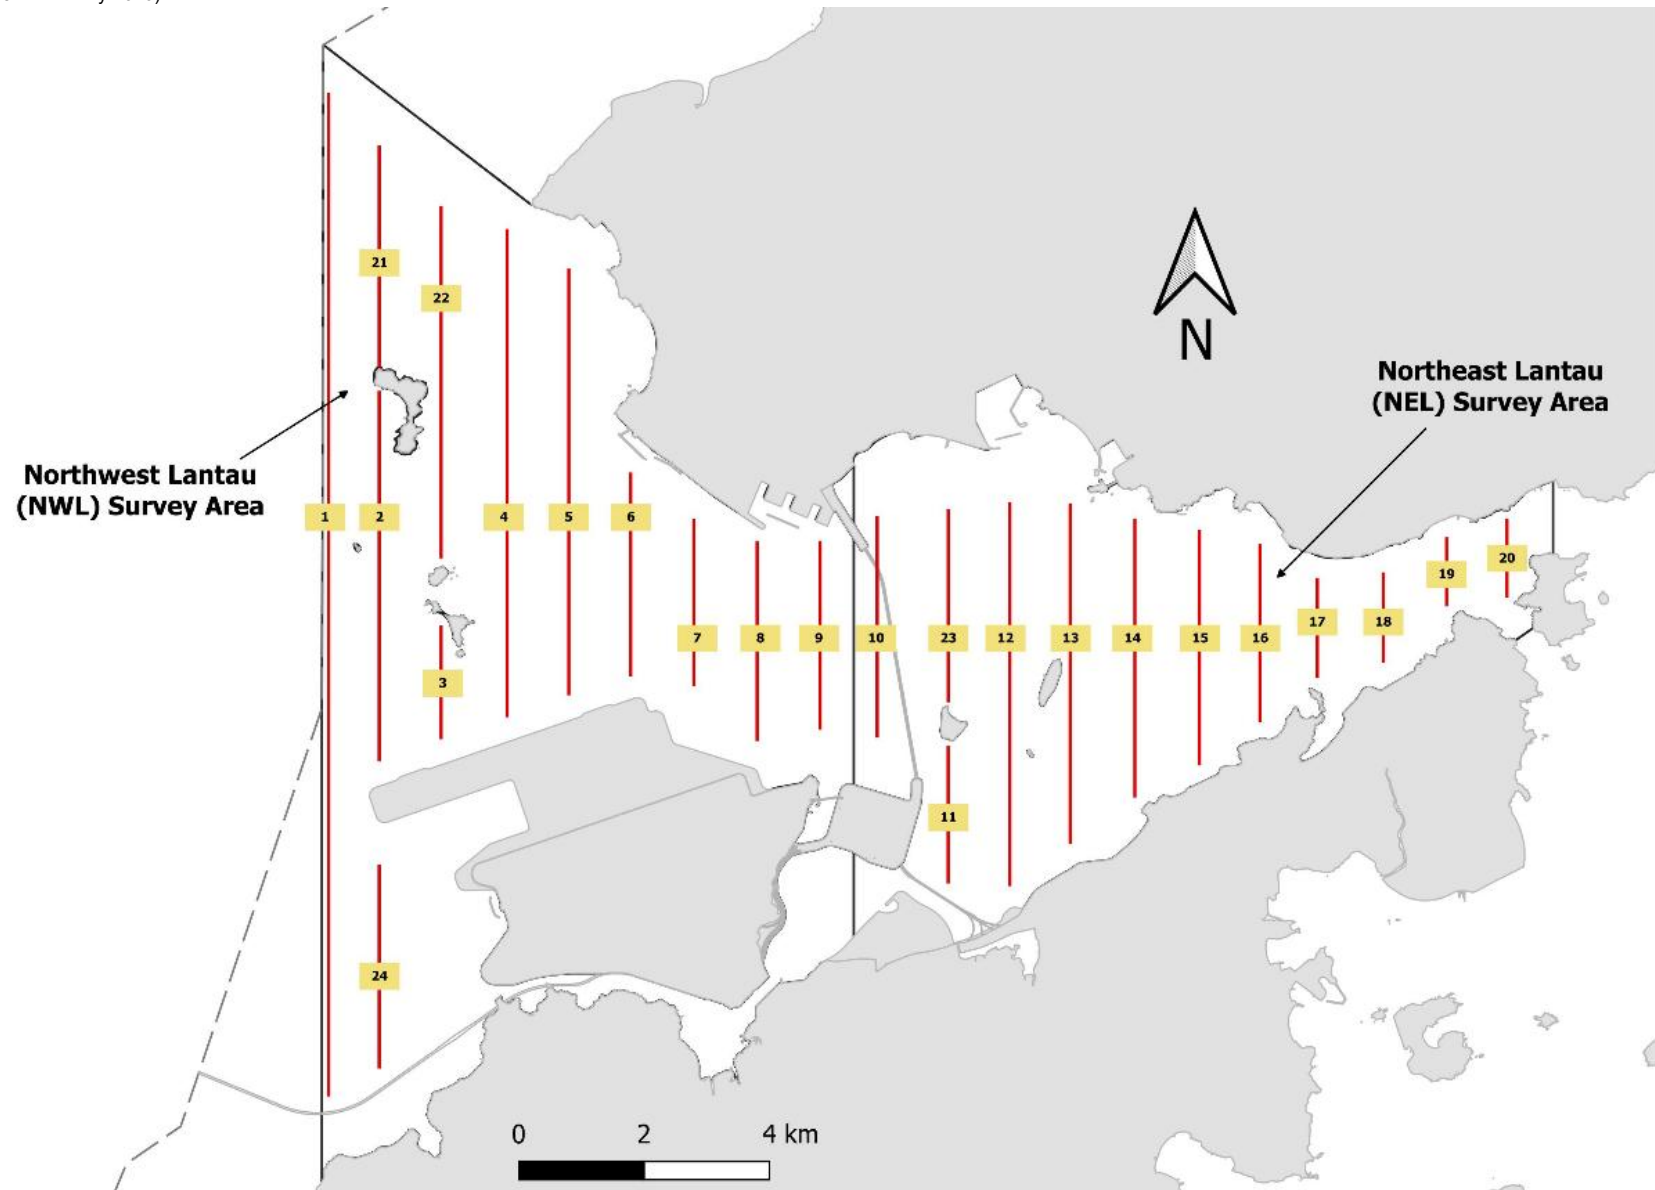 21
22
N
Northeast Lantau
(NEL) Survey Area
Northwest Lantau
(NWL) Survey Area
1 2 4 5 6
20
19
17 18
7 8 9 10 23 12 13 14 15 16
3
11
24
0 2 4 km